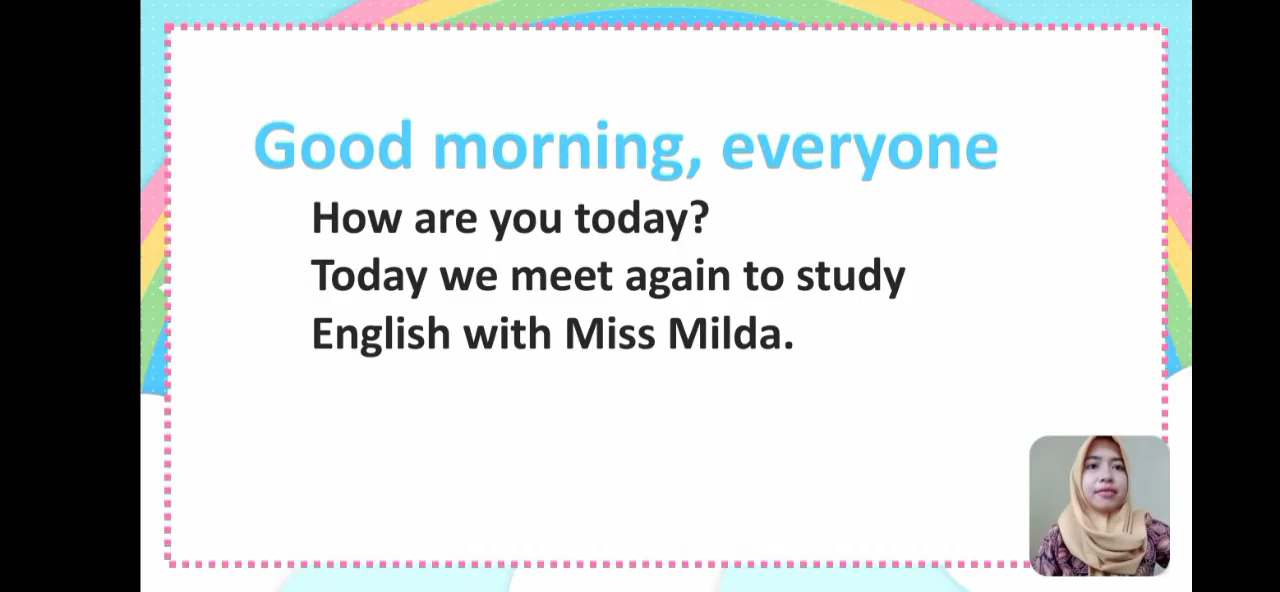 Good morning, everyone
How are you today?
Today we meet again to study
English with Miss Milda.